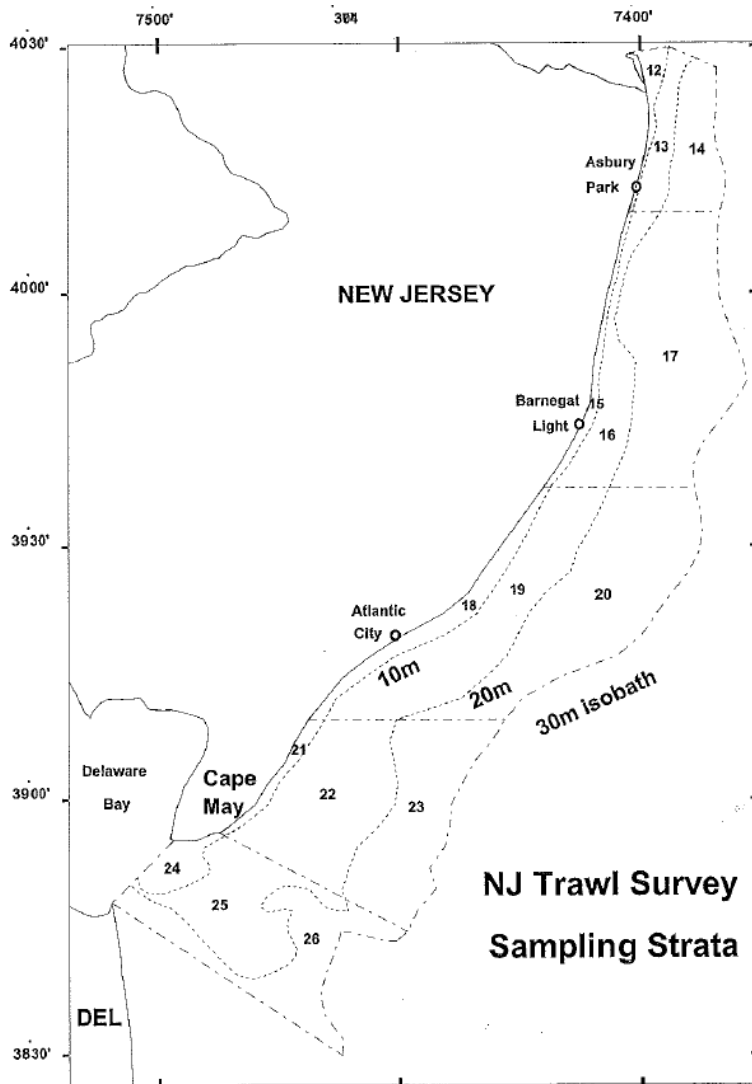 7500' 304 7400'
4030'
12
13 14
Asbury
Park
4000'
NEW JERSEY
17
Barnegat
Light
15
16
3930'
19
20
18
Atlantic
City
10m
20m
30m isobath
21
Delaware
Bay
Cape
May
22
23
3900'
24
25
26
NJ Trawl Survey
Sampling Strata
DEL
3830'